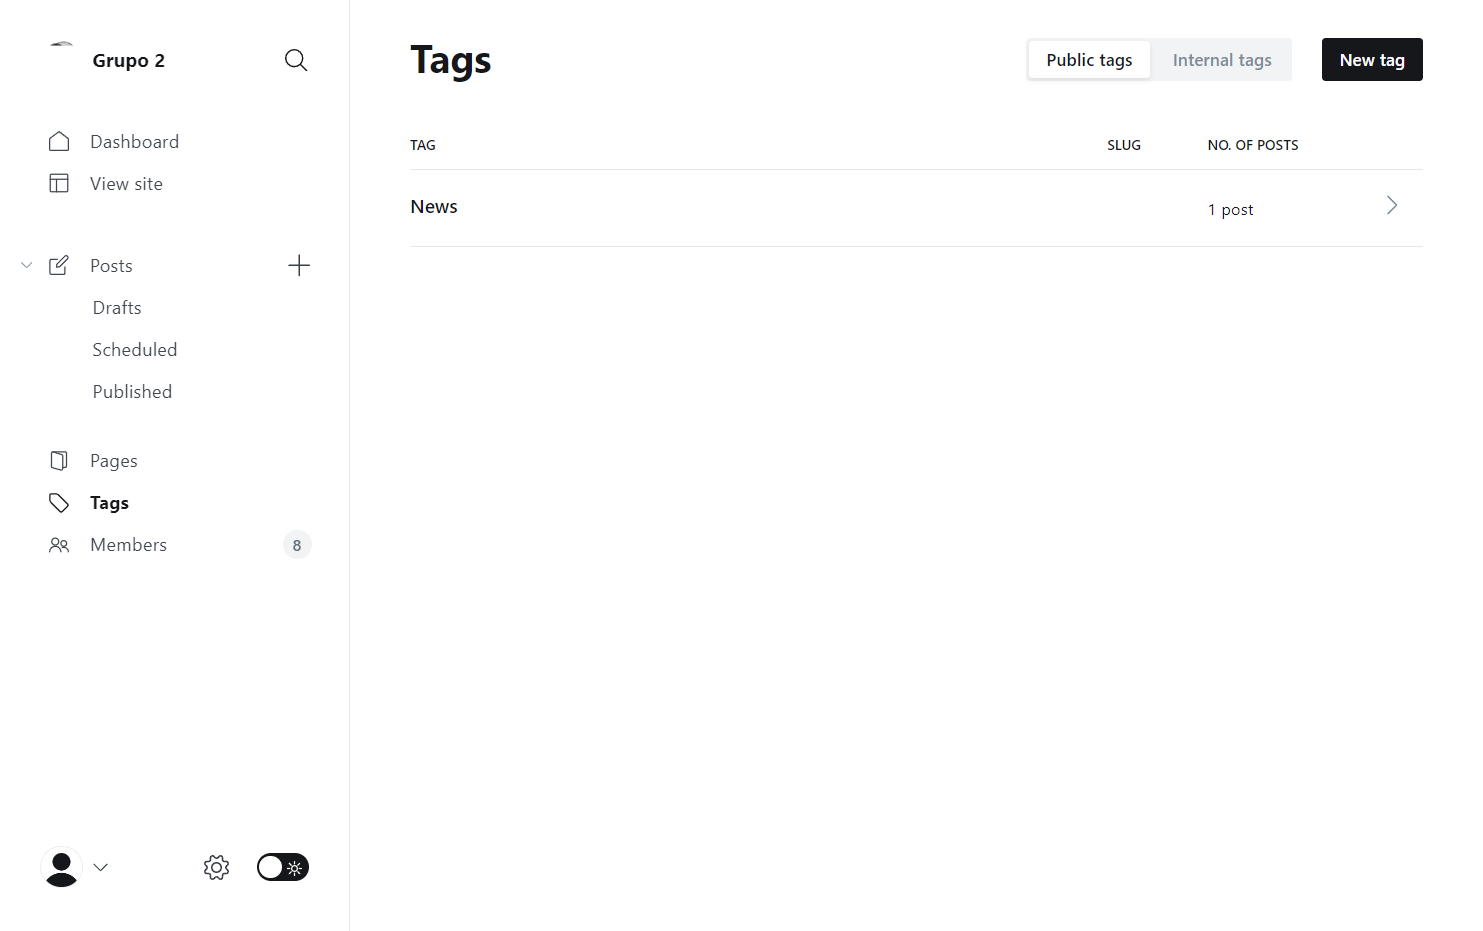 Grupo 2
Dashboard
View site
Posts
Drafts
Scheduled
Published
Pages
Tags
Members 8
Tags
Public tags Internal tags New tag
TAG SLUG NO. OF POSTS
News 1 post